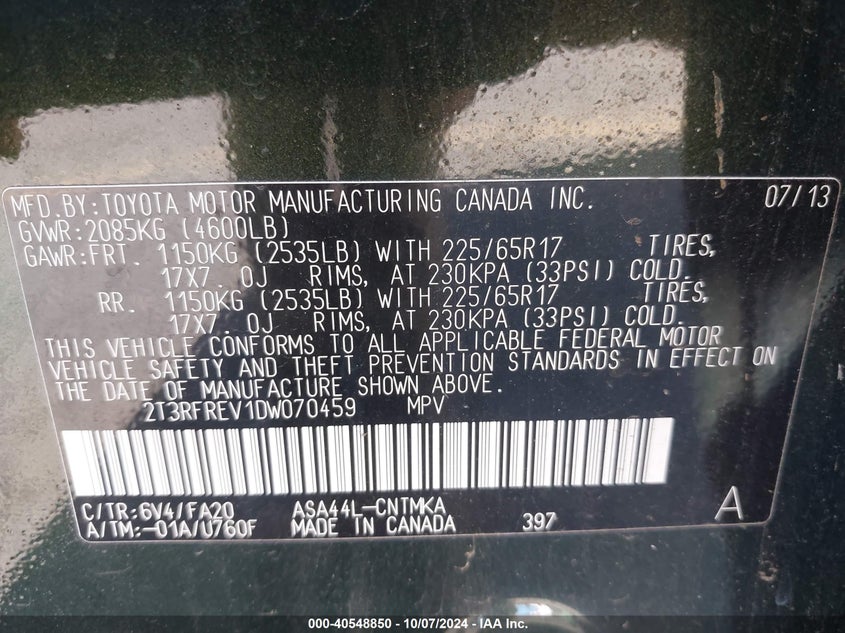 MFD.BY:TOYOTA MOTOR MANUFACTURING CANADA INC. 07/13
GVWR:2085KG (4600LB)
GAWR:FRT. 1150KG (2535LB) WITH 225/65R17 TIRES,
17X7. 0J RIMS, AT 230KPA (33PSI) COLD.
RR. 1150KG (2535LB) WITH 225/65R17 TIRES,
17X7. 0J RIMS, AT 230KPA (33PSI) COLD.
THIS VEHICLE CONFORMS TO ALL APPLICABLE FEDERAL MOTOR
VEHICLE SAFETY AND THEFT PREVENTION STANDARDS IN EFFECT ON
THE DATE OF MANUFACTURE SHOWN ABOVE.
2T3RFREV1DW070459 MPV
C/TR:6V4/FA20 ASA44L-CNTMKA A
A/TM:-01A/U760F MADE IN CANADA 397
000-40548850 - 10/07/2024 - IAA Inc.